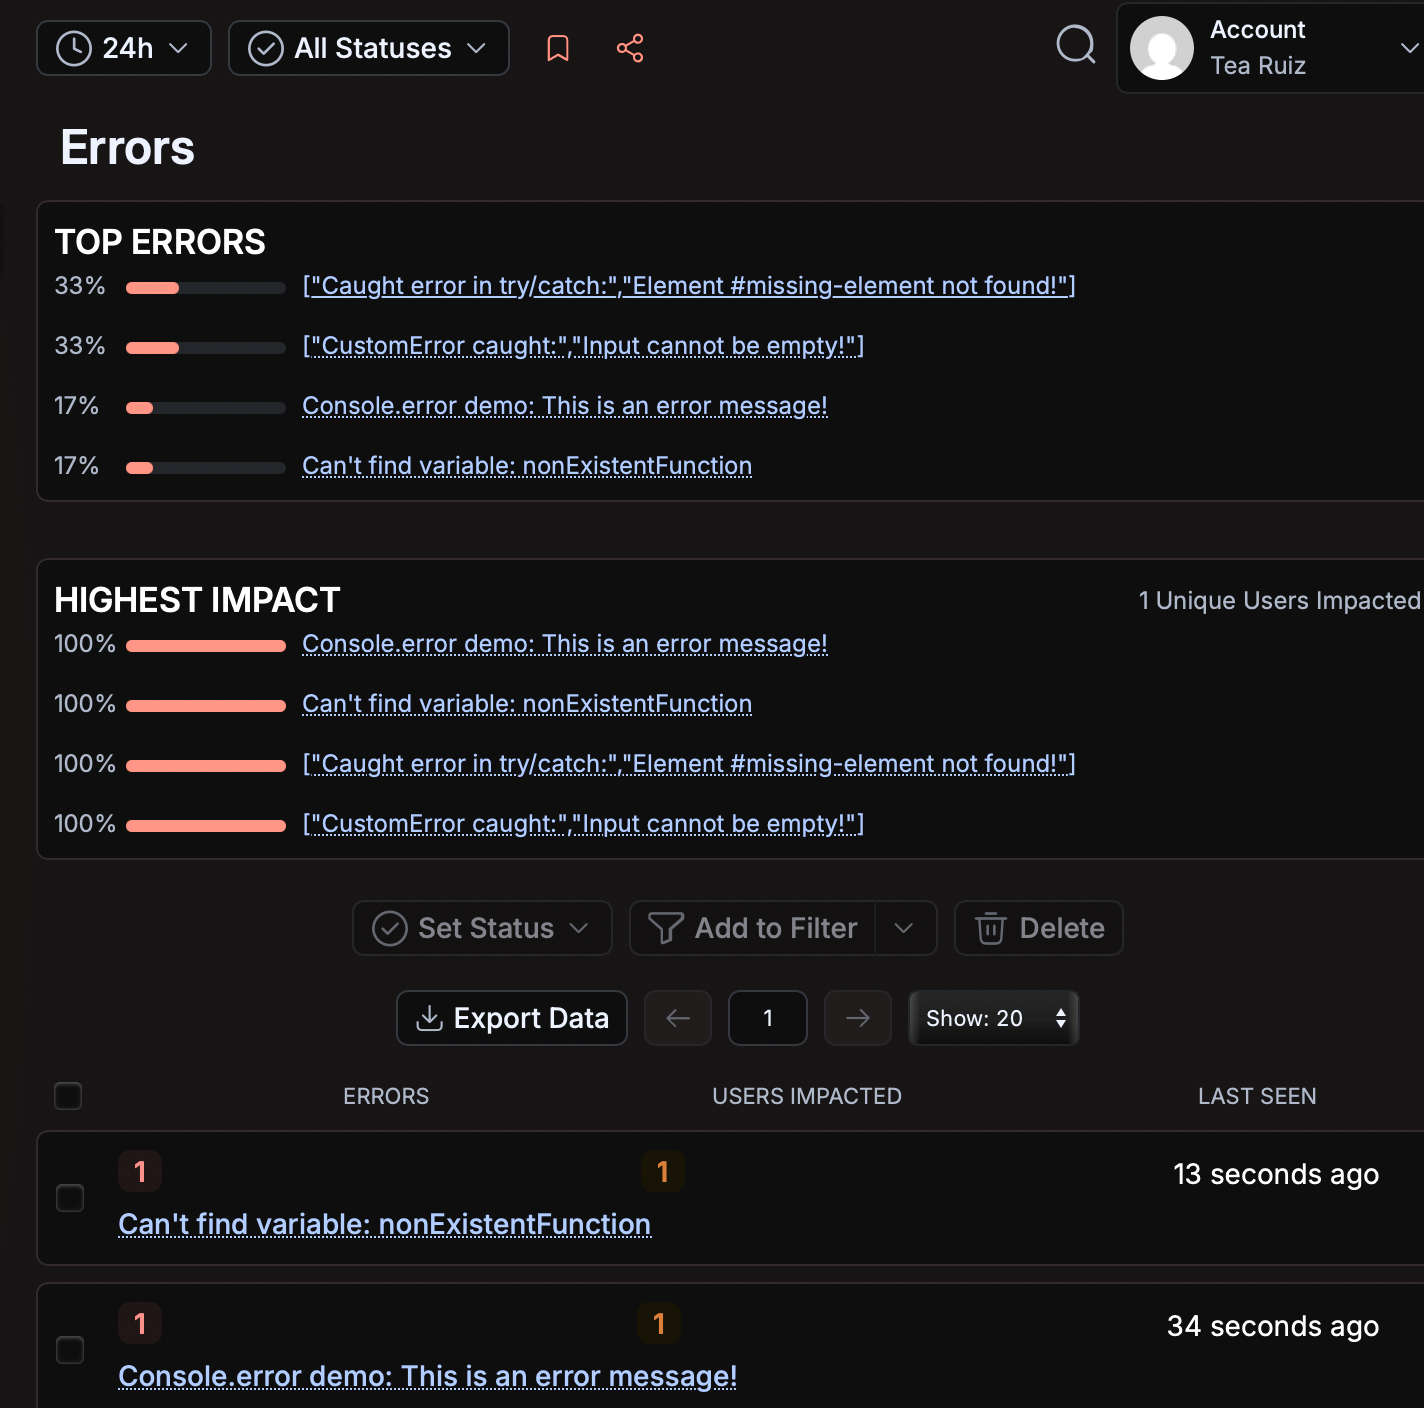 24h All Statuses Account
Tea Ruiz
Errors
TOP ERRORS
33% ["Caught error in try/catch:","Element #missing-element not found!"]
33% ["CustomError caught:","Input cannot be empty!"]
17% Console.error demo: This is an error message!
17% Can't find variable: nonExistentFunction
HIGHEST IMPACT 1 Unique Users Impacted
100% Console.error demo: This is an error message!
100% Can't find variable: nonExistentFunction
100% ["Caught error in try/catch:","Element #missing-element not found!"]
100% ["CustomError caught:","Input cannot be empty!"]
Set Status Add to Filter Delete
Export Data 1 Show: 20
ERRORS USERS IMPACTED LAST SEEN
1 1 13 seconds ago
Can't find variable: nonExistentFunction
1 1 34 seconds ago
Console.error demo: This is an error message!